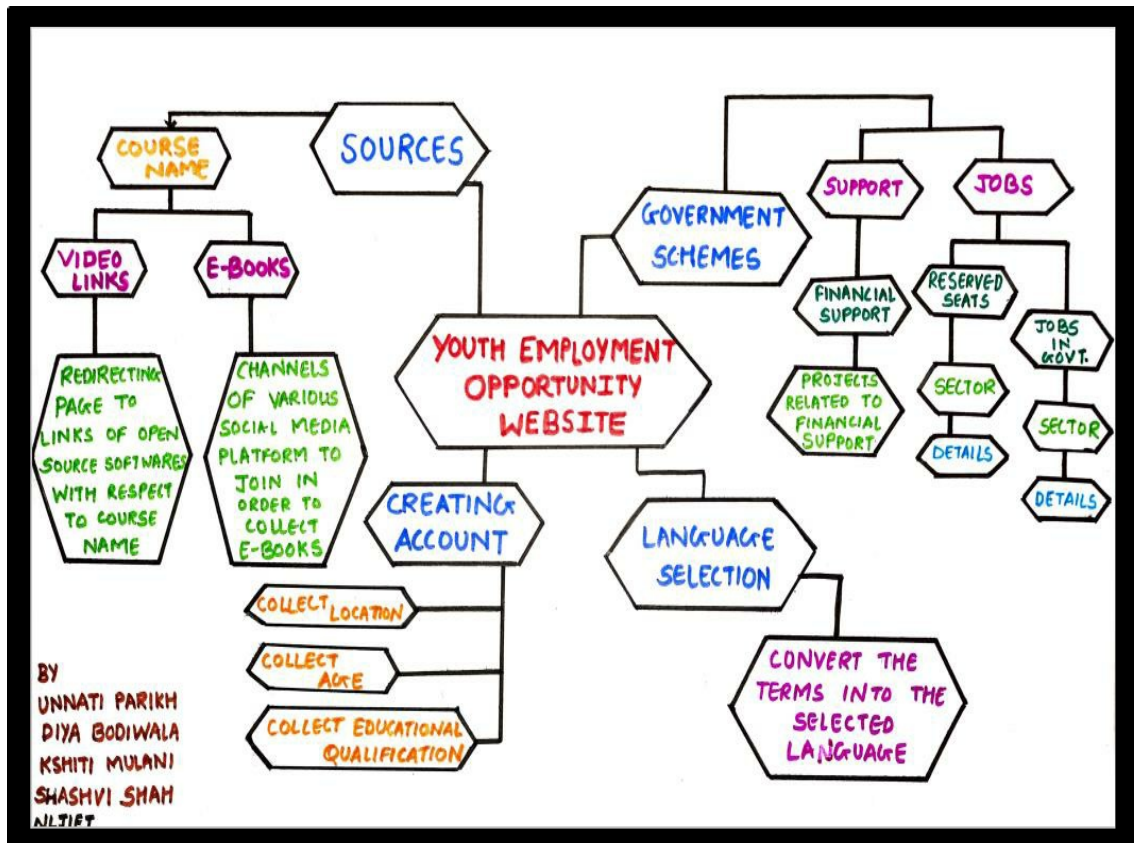 SOURCES
COURSE
NAME
VIDEO
LINKS
E-BOOKS
REDIRECTING
PAGE TO
LINKS OF OPEN
SOURCE SOFTWARES
WITH RESPECT
TO COURSE
NAME
CHANNELS
OF VARIOUS
SOCIAL MEDIA
PLATFORM TO
JOIN IN
ORDER TO
COLLECT
E-BOOKS
GOVERNMENT
SCHEMES
SUPPORT
JOBS
FINANCIAL
SUPPORT
PROJECTS
RELATED TO
FINANCIAL
SUPPORT
RESERVED
SEATS
SECTOR
DETAILS
JOBS
IN
GOVT.
SECTOR
DETAILS
YOUTH EMPLOYMENT
OPPORTUNITY
WEBSITE
CREATING
ACCOUNT
COLLECT LOCATION
COLLECT
AGE
COLLECT EDUCATIONAL
QUALIFICATION
LANGUAGE
SELECTION
CONVERT THE
TERMS INTO THE
SELECTED
LANGUAGE
BY
UNNATI PARIKH
DIYA BODIWALA
KSHITI MULANI
SHASHVI SHAH